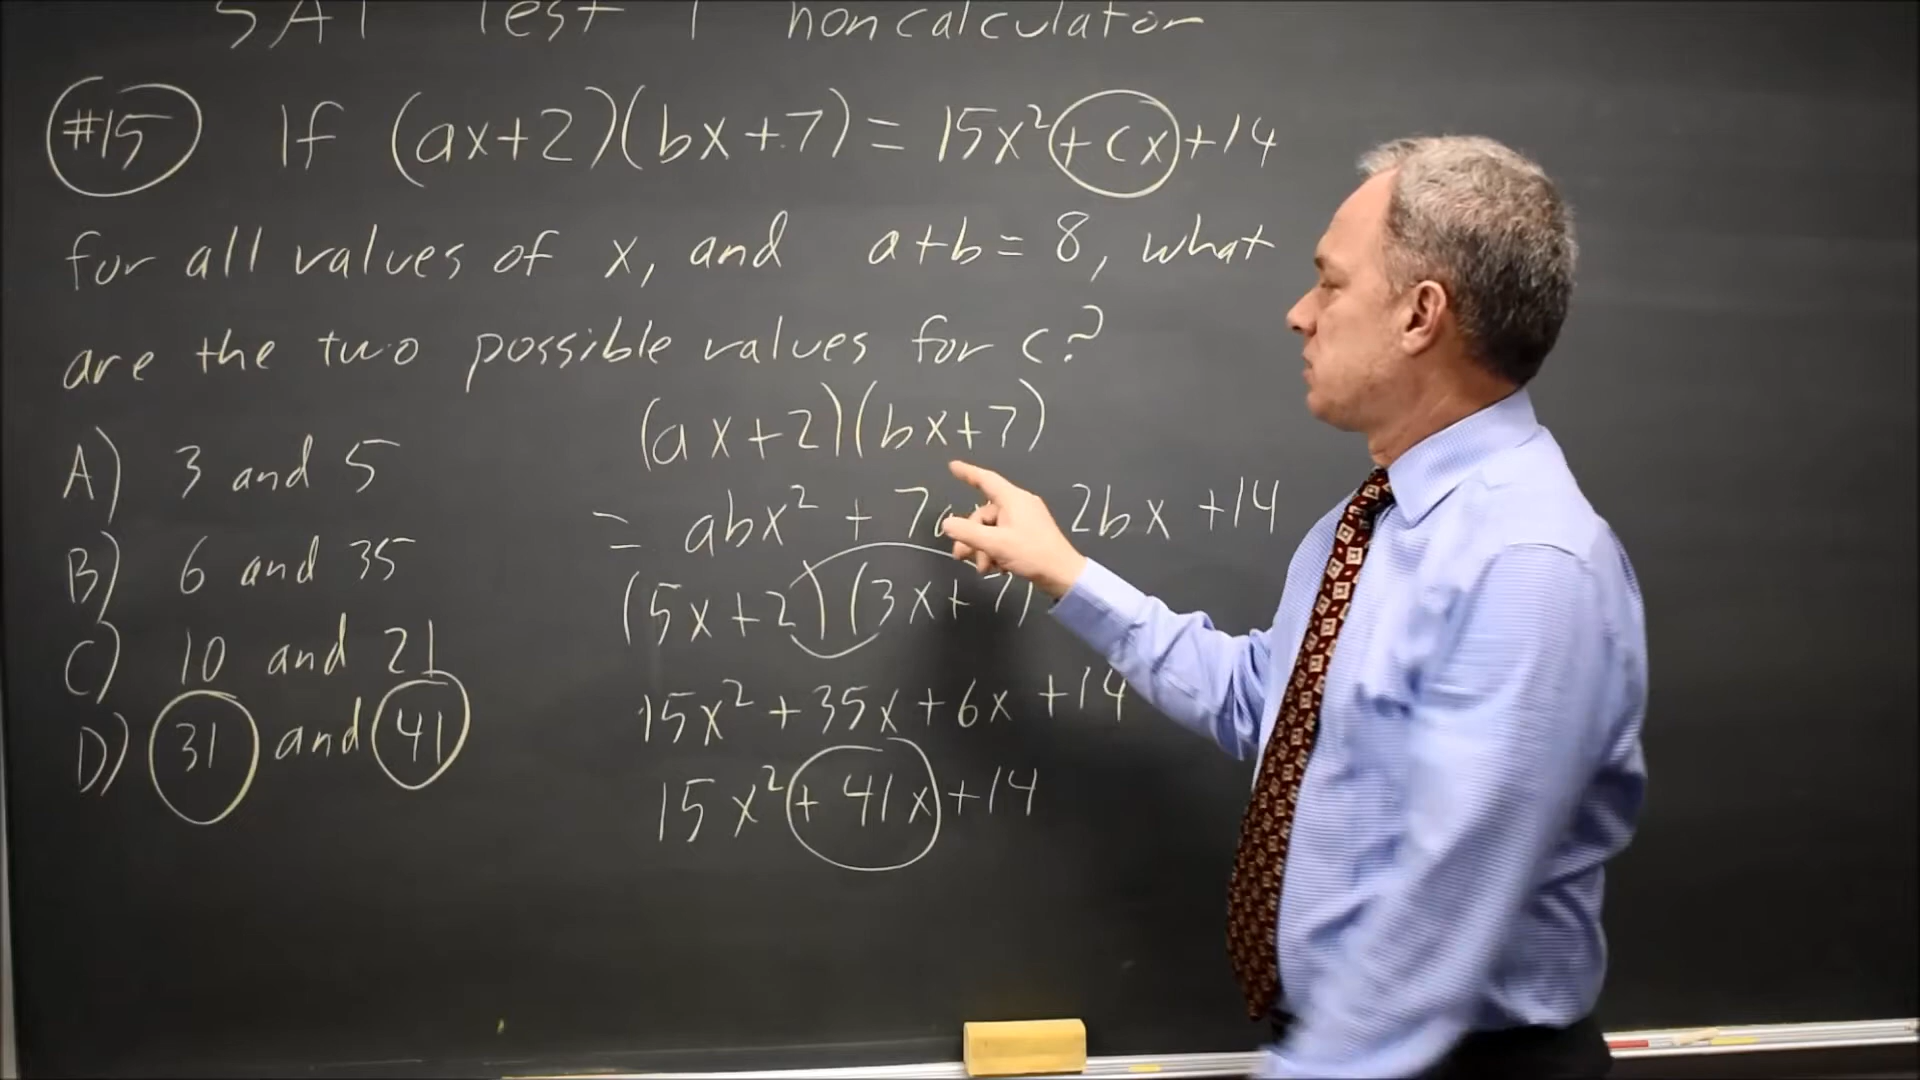 SAT Test 1 noncalculator
#15 If (ax+2)(bx+7) = 15x²+cx+14
for all values of x, and a+b=8, what
are the two possible values for c?
A) 3 and 5
B) 6 and 35
C) 10 and 21
D) 31 and 41
(ax+2)(bx+7)
= abx² + 7a 2bx +14
(5x+2)(3x+7)
15x²+35x+6x+14
15x²+41x+14